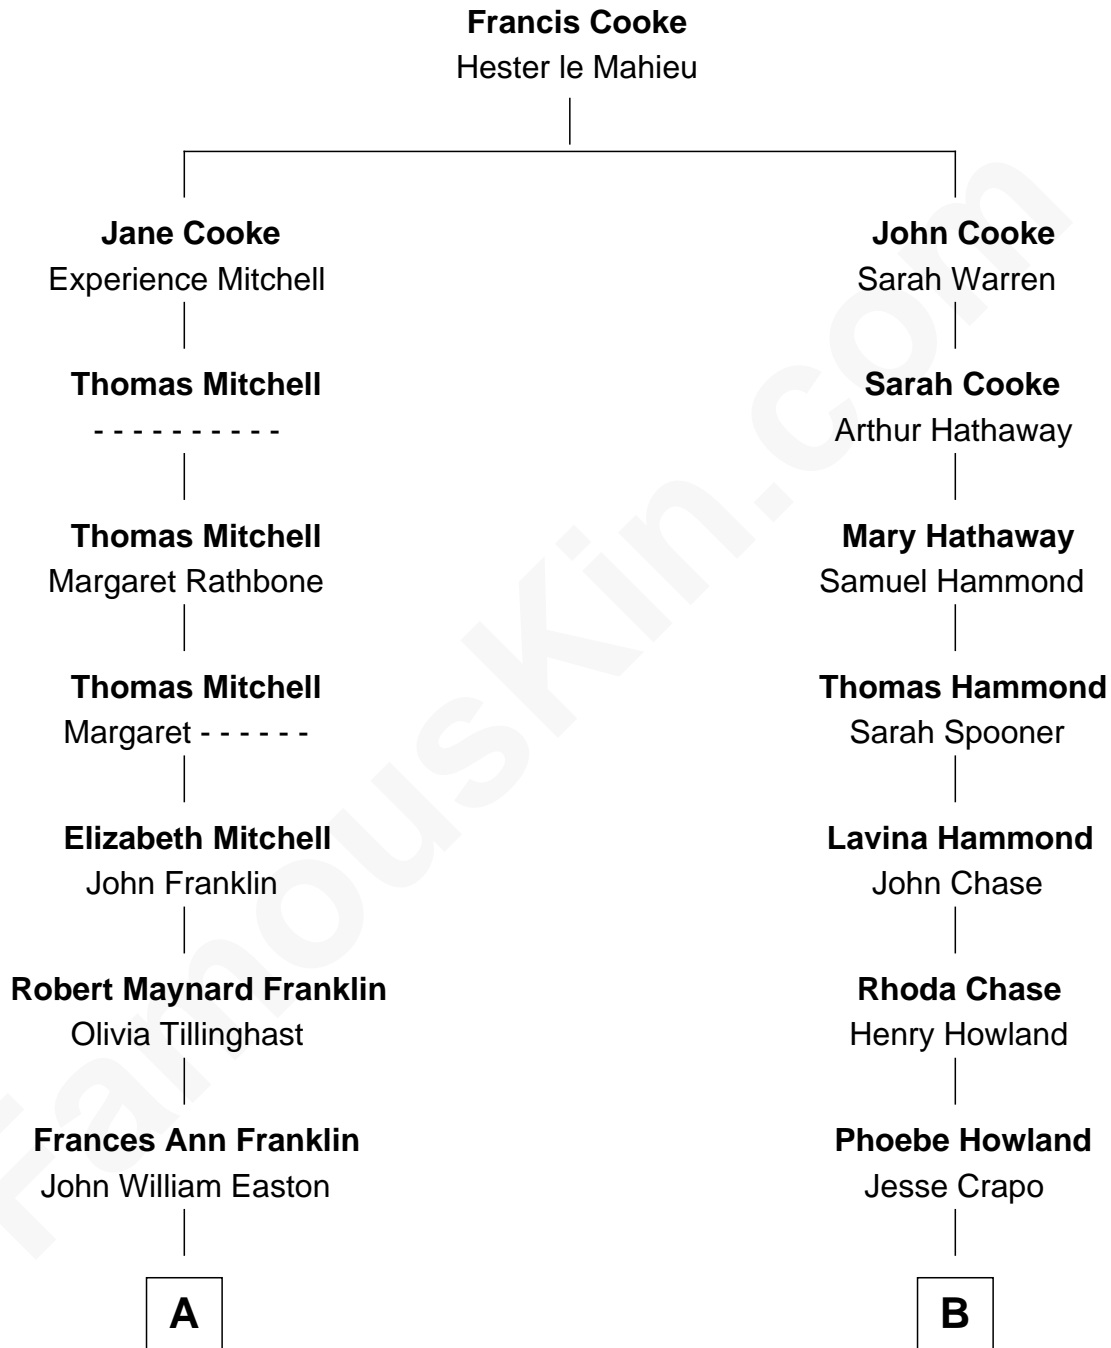 Francis Cooke
Hester le Mahieu
Jane Cooke
Experience Mitchell
John Cooke
Sarah Warren
Thomas Mitchell
- - - - - - - - - -
Sarah Cooke
Arthur Hathaway
Thomas Mitchell
Margaret Rathbone
Mary Hathaway
Samuel Hammond
Thomas Mitchell
Margaret - - - - - -
Thomas Hammond
Sarah Spooner
Elizabeth Mitchell
John Franklin
Lavina Hammond
John Chase
Robert Maynard Franklin
Olivia Tillinghast
Rhoda Chase
Henry Howland
Frances Ann Franklin
John William Easton
Phoebe Howland
Jesse Crapo
A
B
FamousKin.com